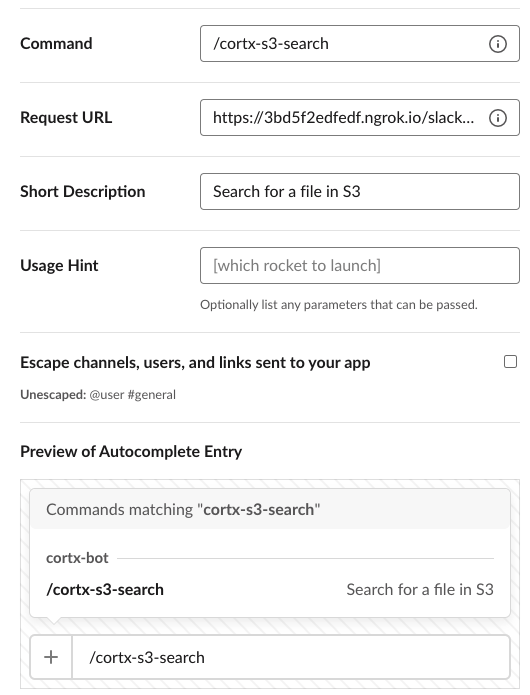 Command
/cortx-s3-search
Request URL
https://3bd5f2edfedf.ngrok.io/slack...
Short Description
Search for a file in S3
Usage Hint
[which rocket to launch]
Optionally list any parameters that can be passed.
Escape channels, users, and links sent to your app
Unescaped: @user #general
Preview of Autocomplete Entry
Commands matching "cortx-s3-search"
cortx-bot
/cortx-s3-search Search for a file in S3
/cortx-s3-search